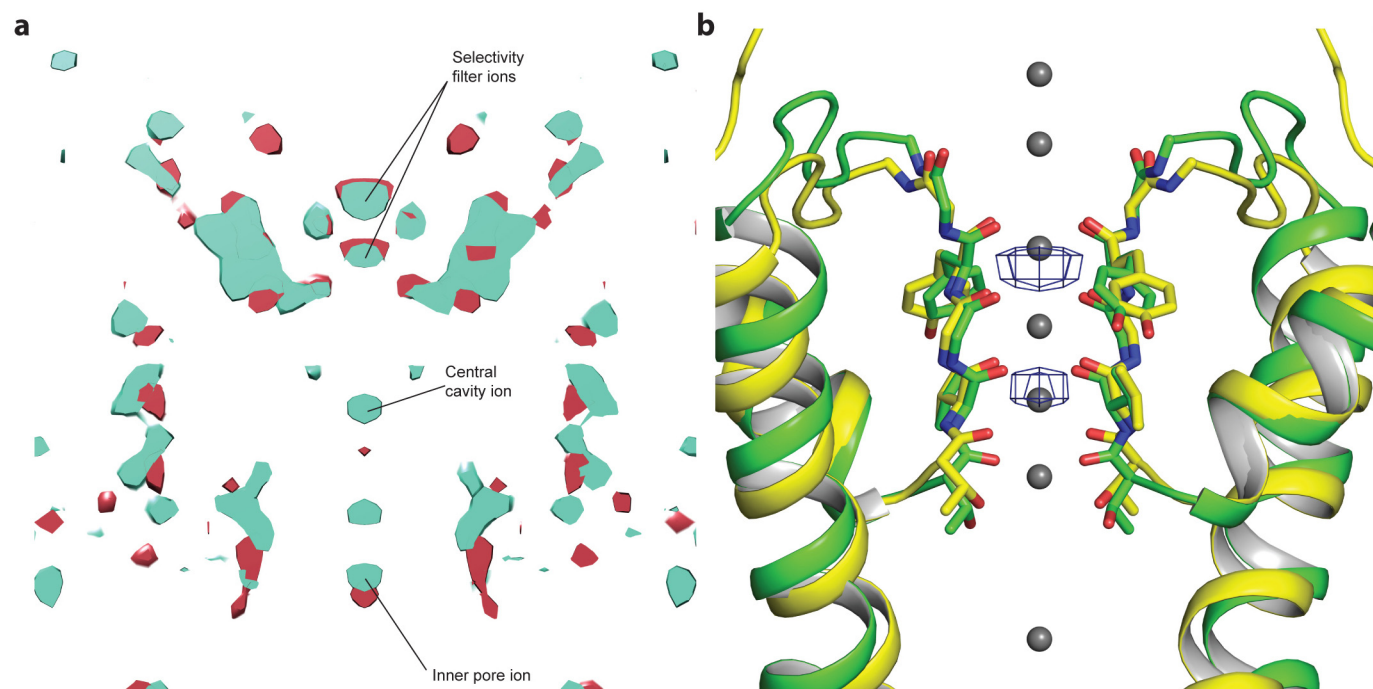 a
b
Selectivity
filter ions
Central
cavity ion
Inner pore ion